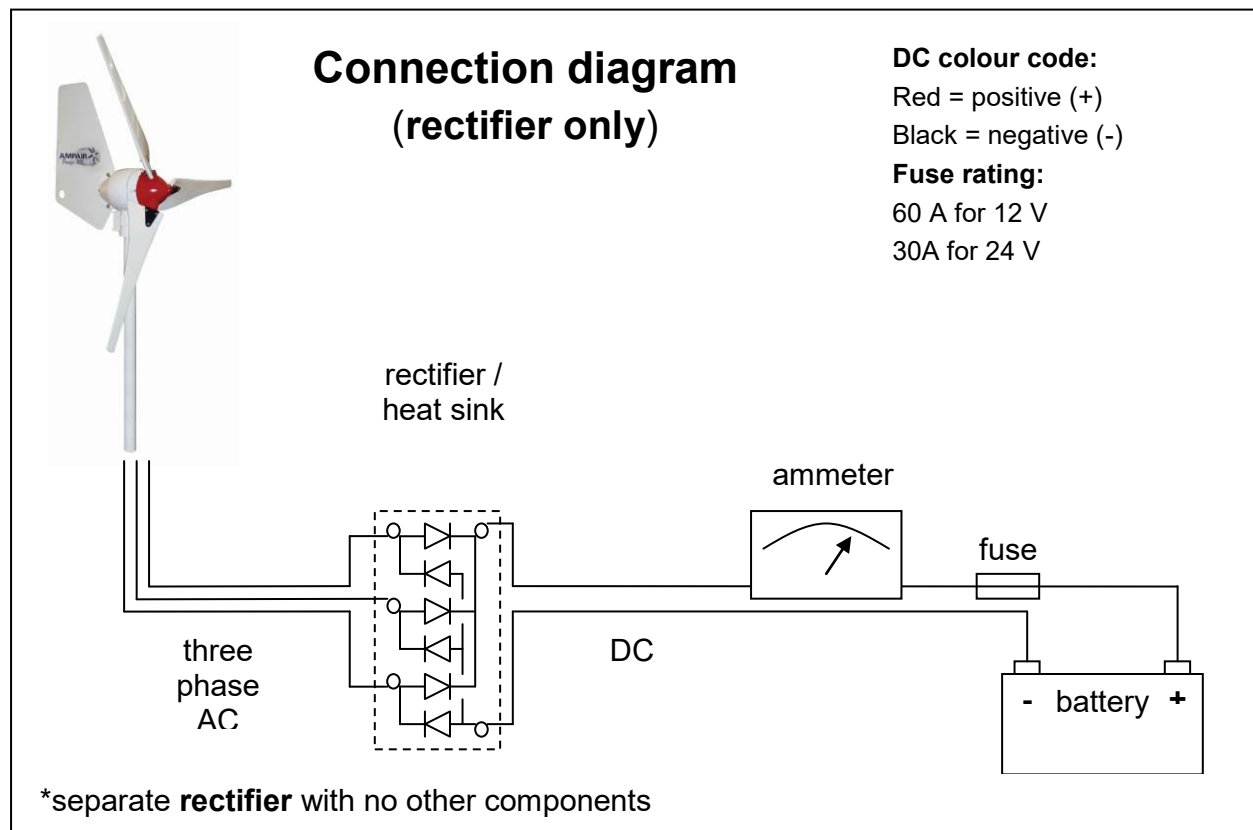 Connection diagram
(rectifier only)
DC colour code:
Red = positive (+)
Black = negative (-)
Fuse rating:
60 A for 12 V
30A for 24 V
AMPAIR
rectifier /
heat sink
ammeter
fuse
three
phase
AC
DC
- battery +
*separate rectifier with no other components